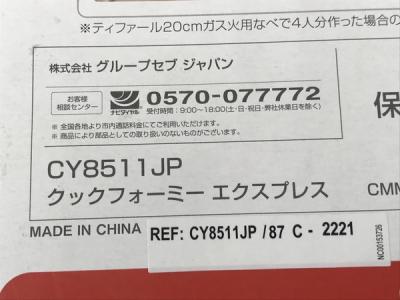 ※ティファール20cmガス火用なべで4人分作った場合の
株式会社 グループセブ ジャパン
お客様
相談センター
ナビダイヤル
0570-077772
受付時間:9:00~18:00(土・日・祝日・弊社休業日を除く)
※ 全国各地より市内通話料金にてご利用いただけます。
※ 商品により部品としての取り扱いのないものがございます。
保
CY8511JP
クックフォーミー エクスプレス
CMM
MADE IN CHINA
REF: CY8511JP / 87 C - 2221
NC00153726